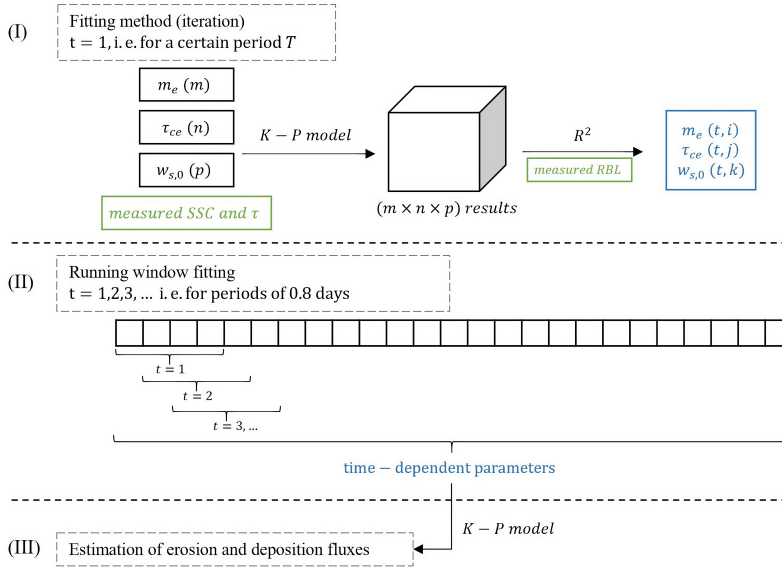 (I)
Fitting method (iteration)
t = 1, i. e. for a certain period T
mₑ (m)
τ_ce (n)
w_s,0 (p)
measured SSC and τ
K − P model
(m × n × p) results
R²
measured RBL
mₑ (t, i)
τ_ce (t, j)
w_s,0 (t, k)
(II)
Running window fitting
t = 1,2,3, … i. e. for periods of 0.8 days
t = 1
t = 2
t = 3, …
time − dependent parameters
K − P model
(III)
Estimation of erosion and deposition fluxes